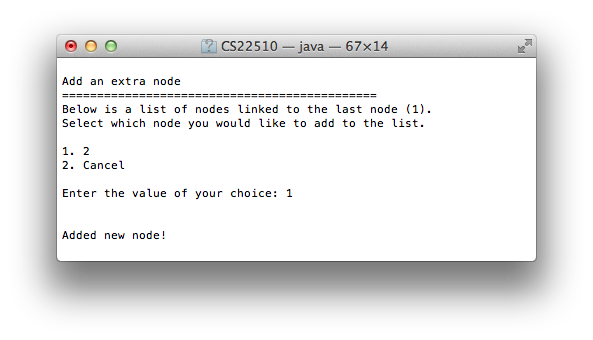 CS22510 — java — 67×14
Add an extra node
=============================================
Below is a list of nodes linked to the last node (1).
Select which node you would like to add to the list.
1. 2
2. Cancel
Enter the value of your choice: 1
Added new node!